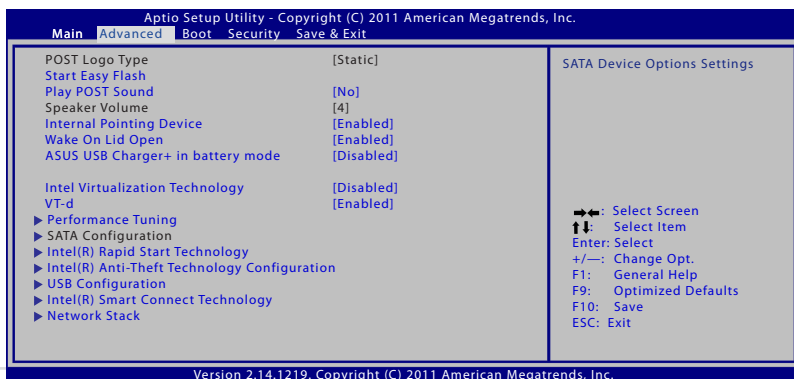 Aptio Setup Utility - Copyright (C) 2011 American Megatrends, Inc.
Main Advanced Boot Security Save & Exit
POST Logo Type [Static]
Start Easy Flash
Play POST Sound [No]
Speaker Volume [4]
Internal Pointing Device [Enabled]
Wake On Lid Open [Enabled]
ASUS USB Charger+ in battery mode [Disabled]
Intel Virtualization Technology [Disabled]
VT-d [Enabled]
Performance Tuning
SATA Configuration
Intel(R) Rapid Start Technology
Intel(R) Anti-Theft Technology Configuration
USB Configuration
Intel(R) Smart Connect Technology
Network Stack
SATA Device Options Settings
→←: Select Screen
↑↓: Select Item
Enter: Select
+/—: Change Opt.
F1: General Help
F9: Optimized Defaults
F10: Save
ESC: Exit
Version 2.14.1219. Copyright (C) 2011 American Megatrends, Inc.